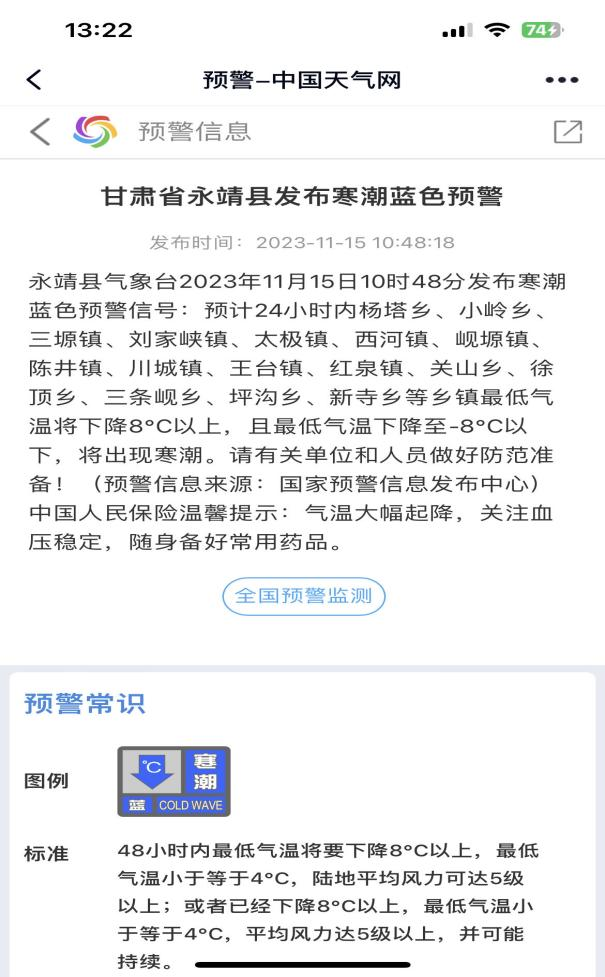 13:22
74
预警-中国天气网
预警信息
甘肃省永靖县发布寒潮蓝色预警
发布时间：2023-11-15 10:48:18
永靖县气象台2023年11月15日10时48分发布寒潮
蓝色预警信号：预计24小时内杨塔乡、小岭乡、
三塬镇、刘家峡镇、太极镇、西河镇、岘塬镇、
陈井镇、川城镇、王台镇、红泉镇、关山乡、徐
顶乡、三条岘乡、坪沟乡、新寺乡等乡镇最低气
温将下降8°C以上，且最低气温下降至-8°C以
下，将出现寒潮。请有关单位和人员做好防范准
备！（预警信息来源：国家预警信息发布中心）
中国人民保险温馨提示：气温大幅起降，关注血
压稳定，随身备好常用药品。
全国预警监测
预警常识
图例
°C
寒
潮
蓝 COLD WAVE
标准
48小时内最低气温将要下降8°C以上，最低
气温小于等于4°C，陆地平均风力可达5级
以上；或者已经下降8°C以上，最低气温小
于等于4°C，平均风力达5级以上，并可能
持续。